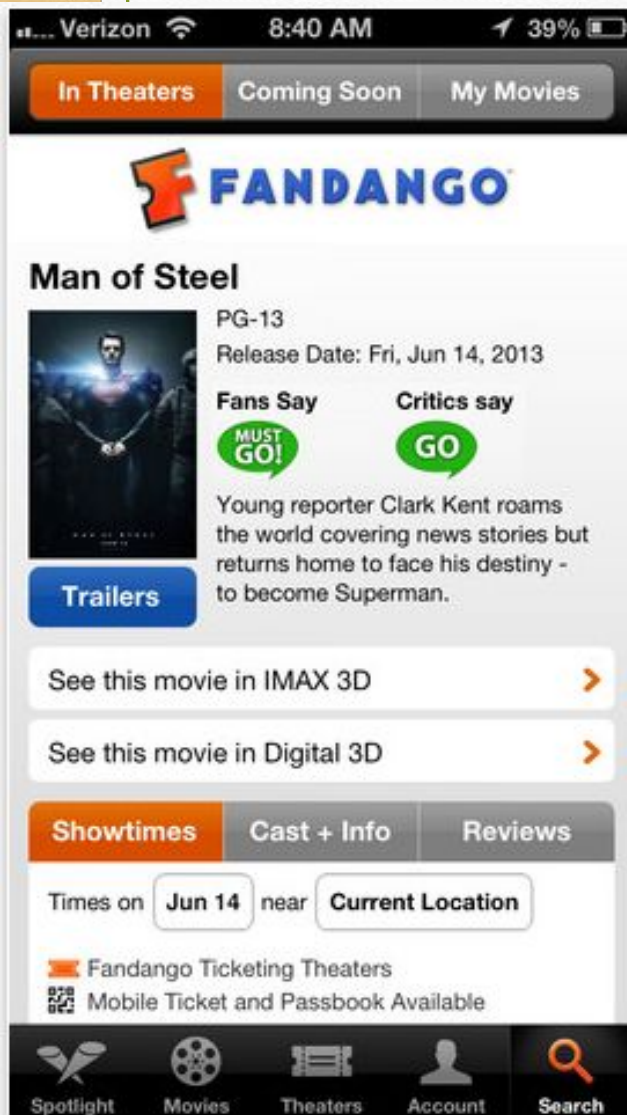 ... Verizon 8:40 AM 39%
In Theaters Coming Soon My Movies
FANDANGO
Man of Steel
PG-13
Release Date: Fri, Jun 14, 2013
Fans Say Critics say
MUST GO! GO
Young reporter Clark Kent roams
the world covering news stories but
returns home to face his destiny -
to become Superman.
MAN OF STEEL
Trailers
See this movie in IMAX 3D
See this movie in Digital 3D
Showtimes Cast + Info Reviews
Times on Jun 14 near Current Location
Fandango Ticketing Theaters
Mobile Ticket and Passbook Available
Spotlight Movies Theaters Account Search